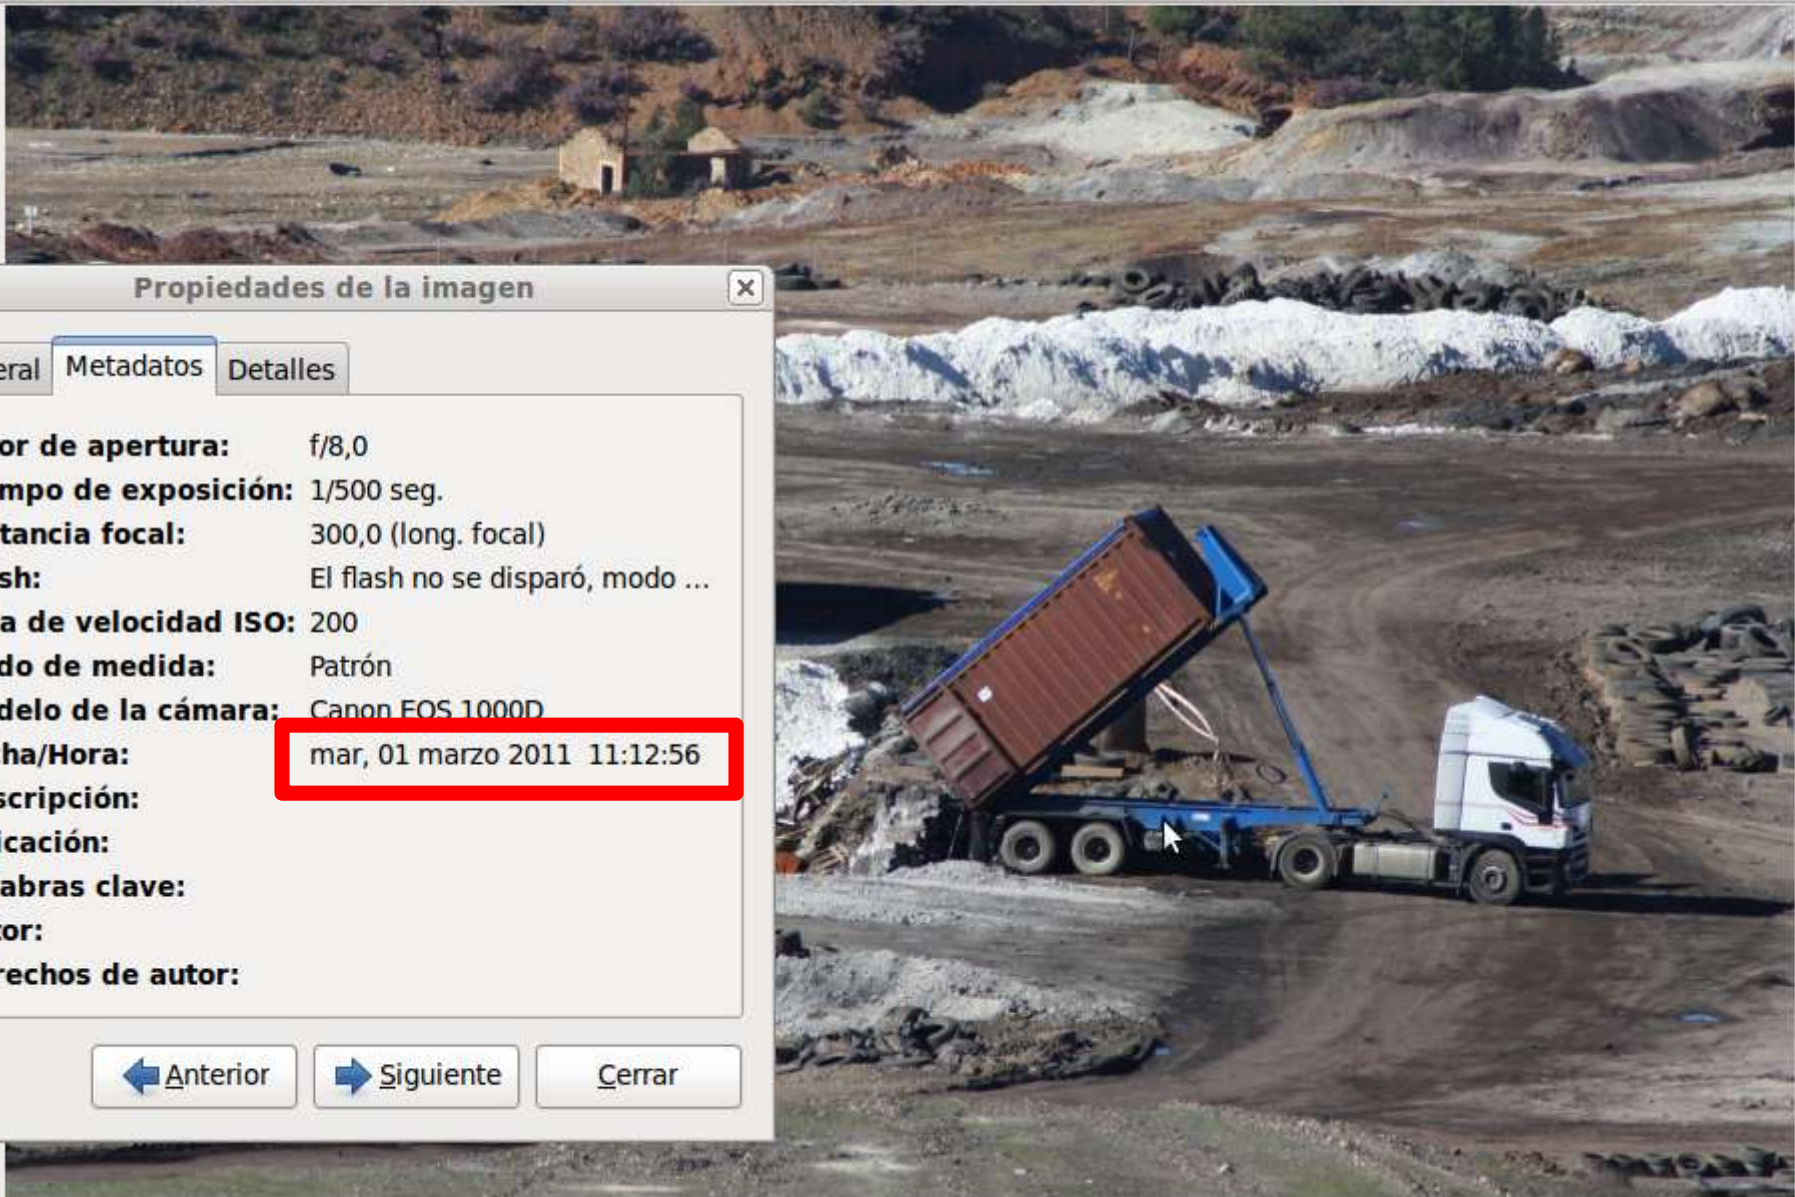 Propiedades de la imagen
eral Metadatos Detalles
or de apertura: f/8,0
mpo de exposición: 1/500 seg.
tancia focal: 300,0 (long. focal)
sh: El flash no se disparó, modo ...
a de velocidad ISO: 200
do de medida: Patrón
delo de la cámara: Canon EOS 1000D
ha/Hora: mar, 01 marzo 2011 11:12:56
scripción:
icación:
abras clave:
or:
rechos de autor:
Anterior Siguiente Cerrar